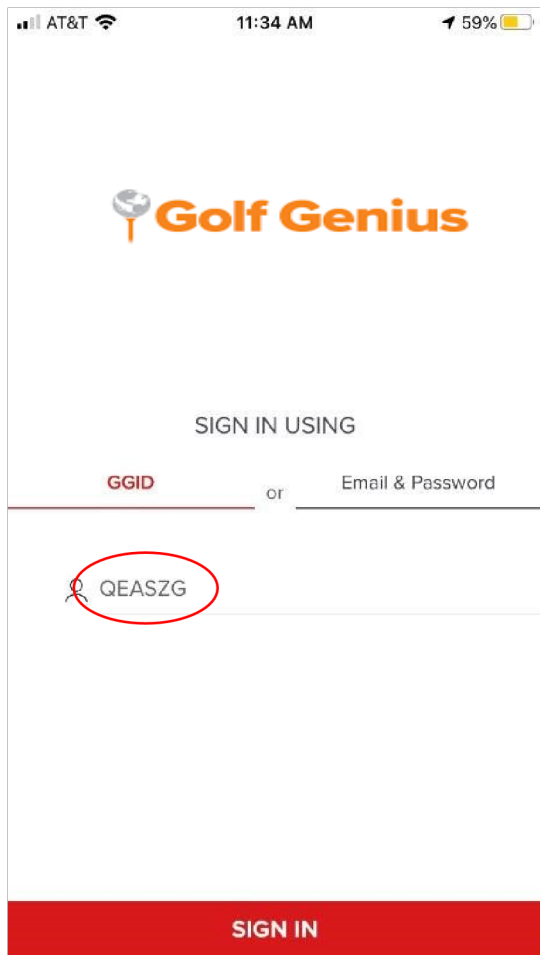 AT&T 11:34 AM 59%
Golf Genius
SIGN IN USING
GGID or Email & Password
QEASZG
SIGN IN